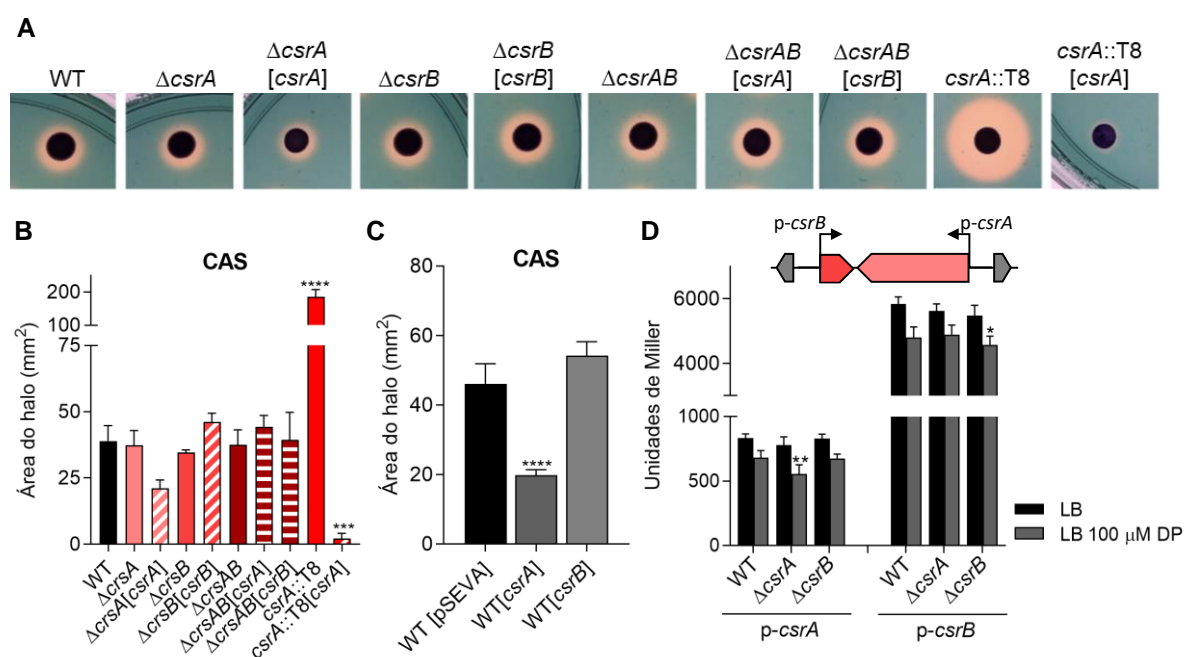 A
WT
ΔcsrA
ΔcsrA
[csrA]
ΔcsrB
ΔcsrB
[csrB]
ΔcsrAB
ΔcsrAB
[csrA]
ΔcsrAB
[csrB]
csrA::T8
csrA::T8
[csrA]
B
CAS
Área do halo (mm²)
200
100
75
50
25
0
****
***
WT
ΔcrsA
ΔcrsA[csrA]
ΔcrsB
ΔcrsB[csrB]
ΔcrsAB
ΔcrsAB[csrA]
ΔcrsAB[csrB]
csrA::T8
csrA::T8[csrA]
C
CAS
Área do halo (mm²)
80
60
40
20
0
****
WT [pSEVA]
WT[csrA]
WT[csrB]
D
p-csrB
p-csrA
Unidades de Miller
6000
4000
1000
500
0
**
*
WT
ΔcsrA
ΔcsrB
WT
ΔcsrA
ΔcsrB
p-csrA
p-csrB
LB
LB 100 µM DP